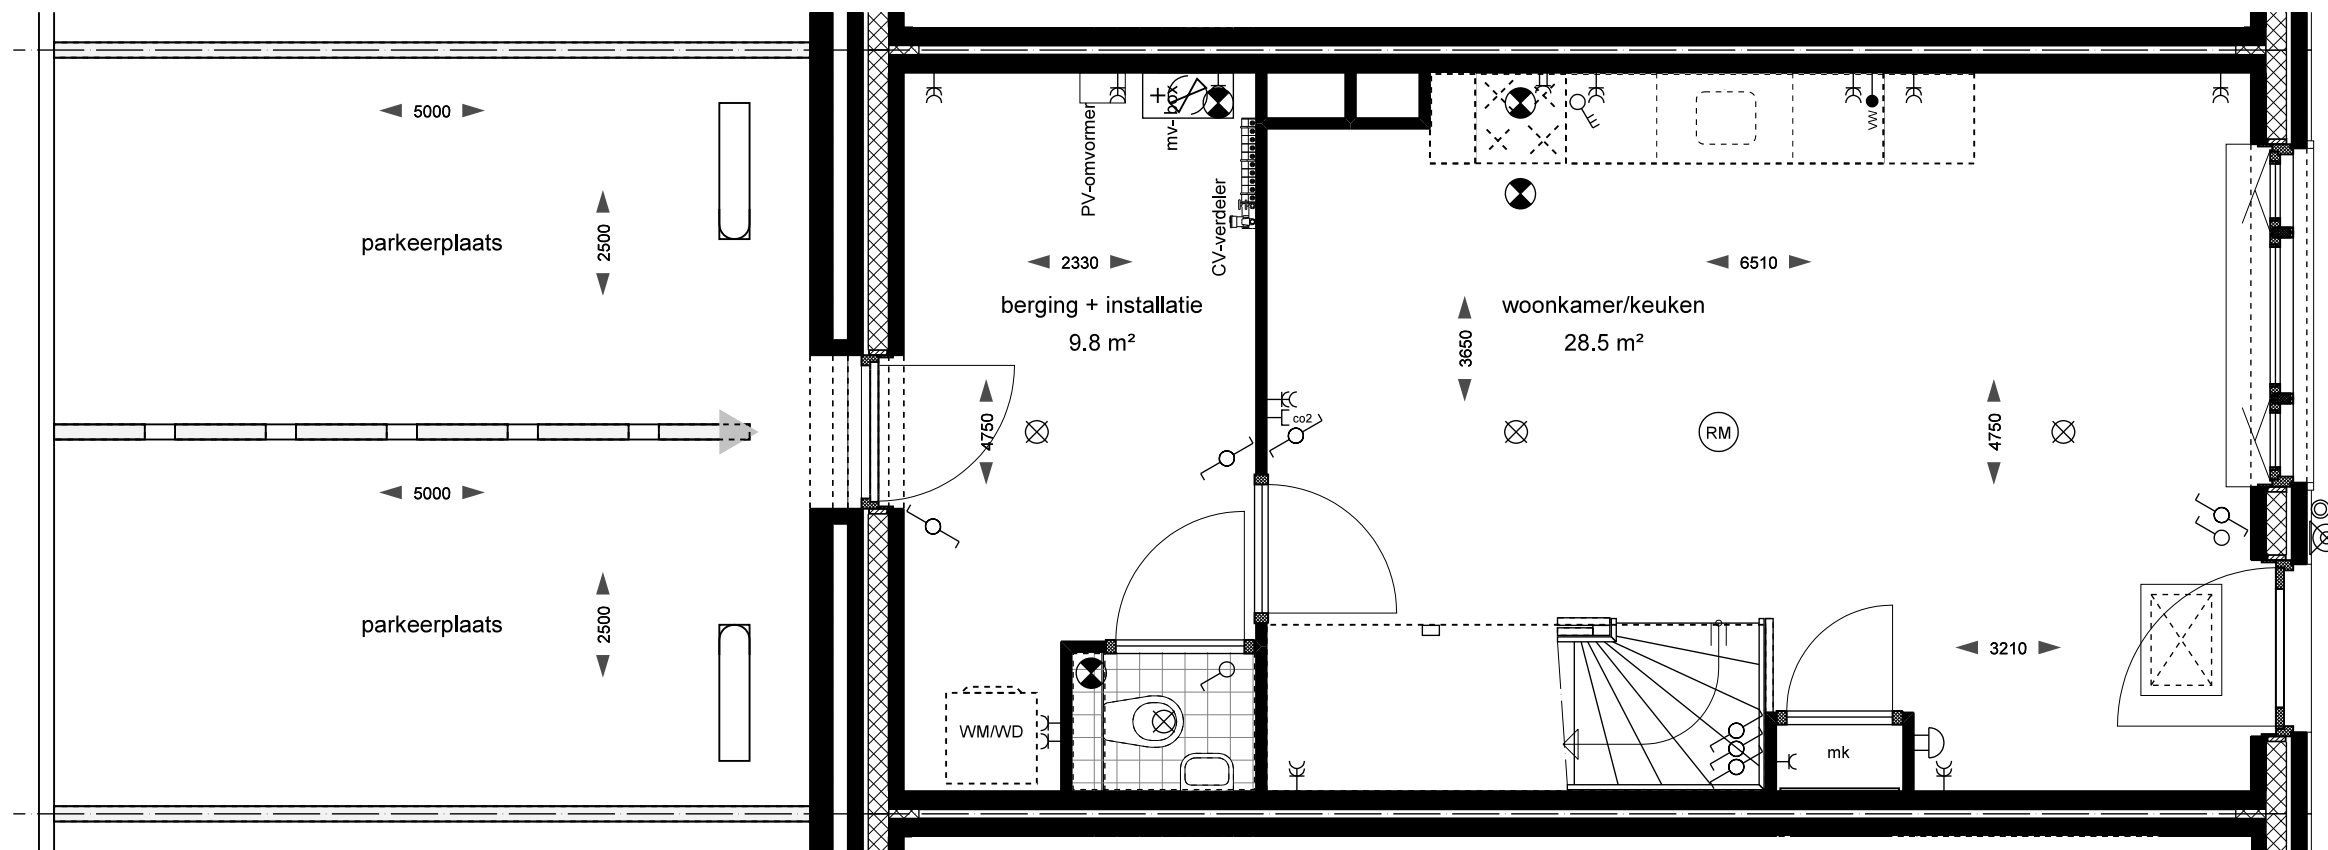 5000
2500
parkeerplaats
5000
2500
parkeerplaats
PV-omvormer
mv-box
CV-verdeler
2330
berging + installatie
9.8 m²
4750
WM/WD
VW
6510
woonkamer/keuken
28.5 m²
3650
co2
RM
4750
3210
mk